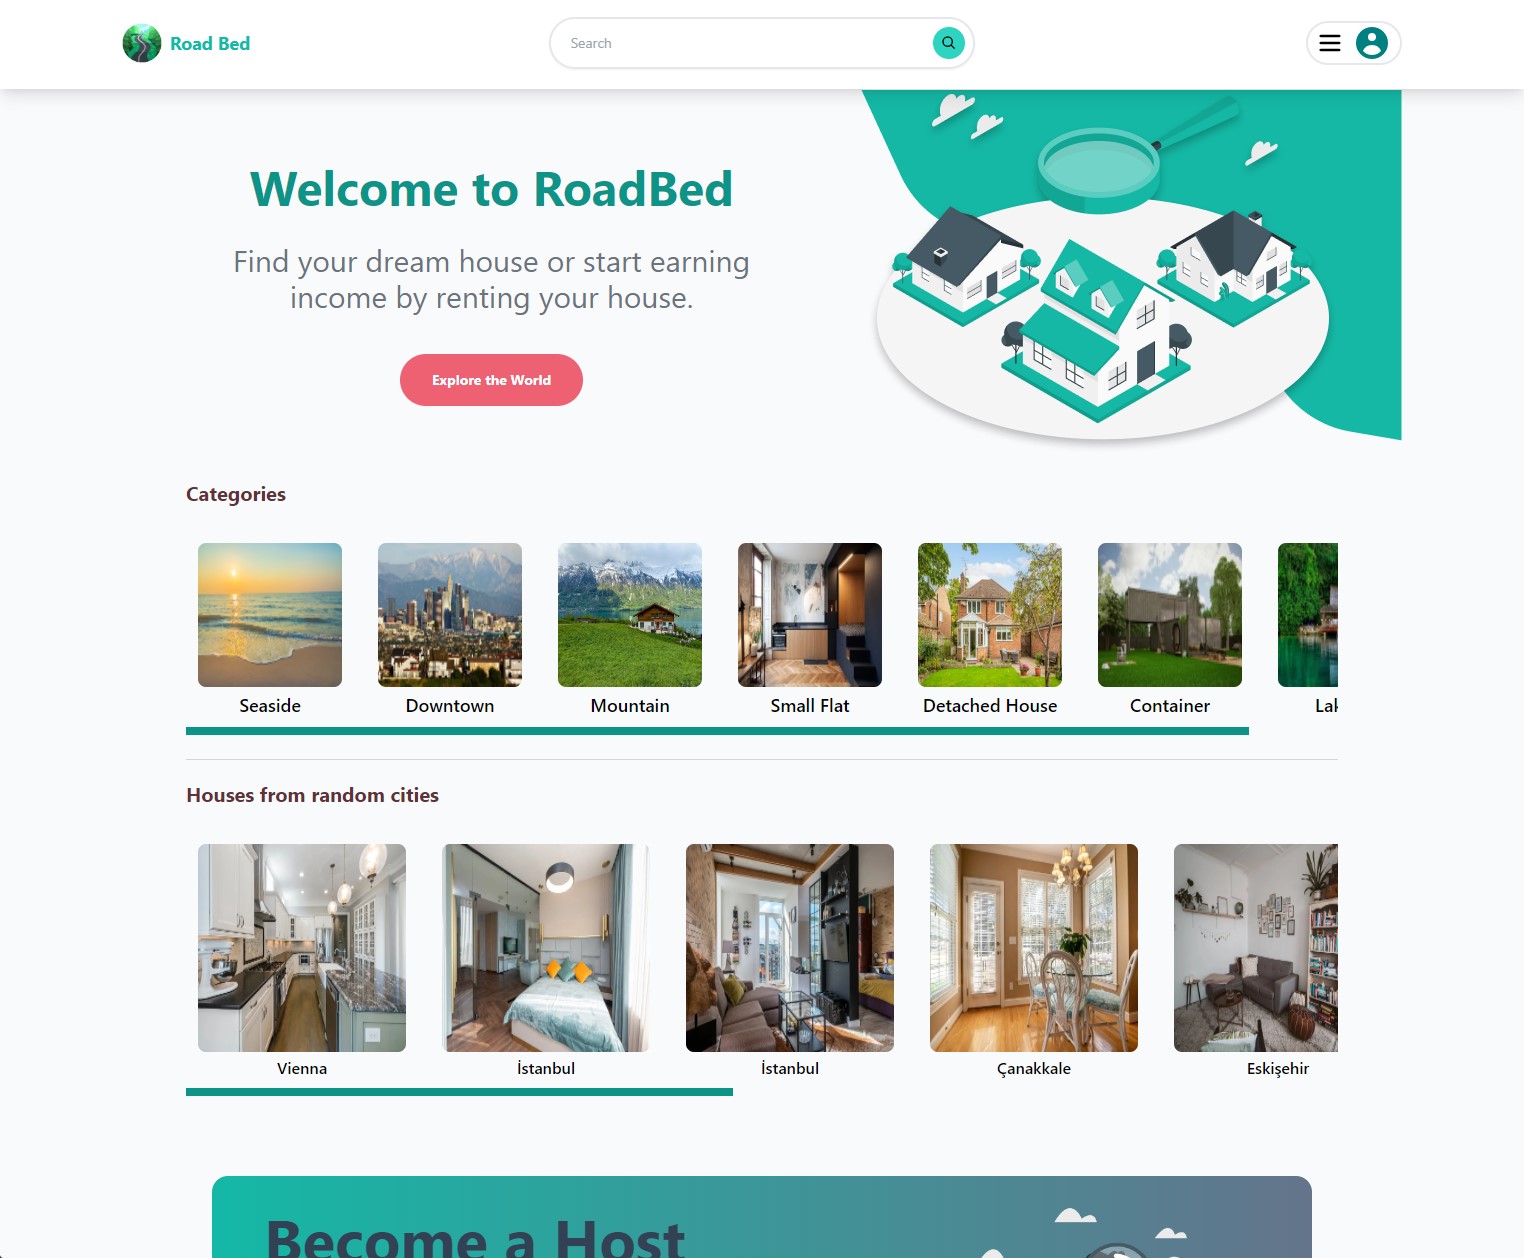 Road Bed
Search
Welcome to RoadBed
Find your dream house or start earning
income by renting your house.
Explore the World
Categories
Seaside
Downtown
Mountain
Small Flat
Detached House
Container
Houses from random cities
Vienna
İstanbul
İstanbul
Çanakkale
Eskişehir
Become a Host